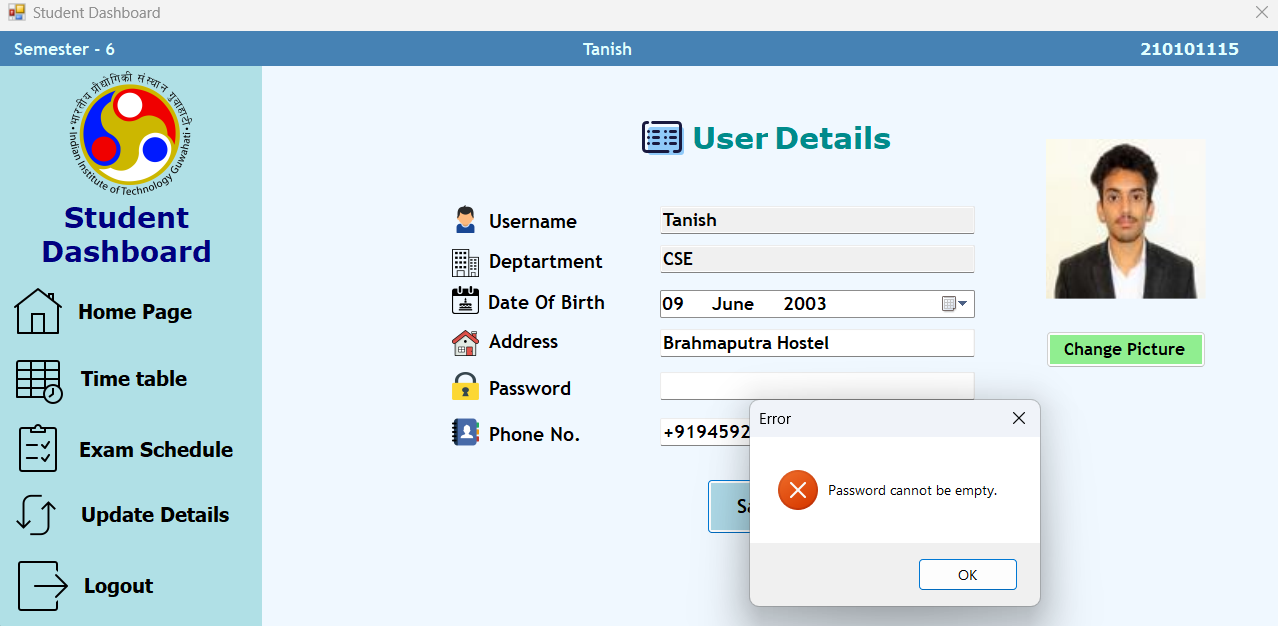 Student Dashboard
Semester - 6 Tanish 210101115
भारतीय प्रौद्योगिकी संस्थान गुवाहाटी
Indian Institute of Technology Guwahati
Student
Dashboard
Home Page
Time table
Exam Schedule
Update Details
Logout
User Details
Username Tanish
Deptartment CSE
Date Of Birth 09 June 2003
Address Brahmaputra Hostel
Password
Phone No. +9194592
Change Picture
Error
Password cannot be empty.
OK